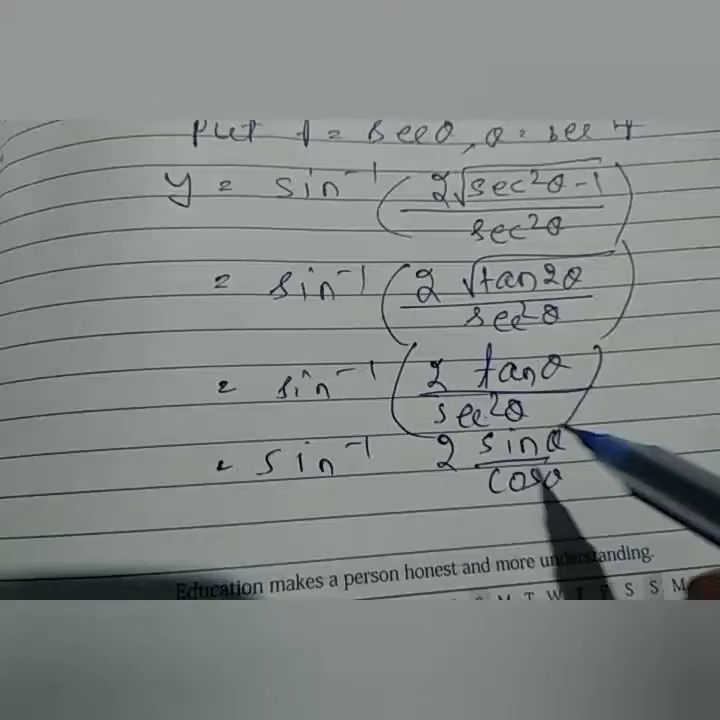 Put t = secθ, θ = sec⁻¹ t
y = sin⁻¹ (2√sec²θ-1 / sec²θ)
= sin⁻¹ (2 √tan2θ / sec²θ)
= sin⁻¹ (2 tanθ / sec²θ)
= sin⁻¹ 2 sinθ / cosθ
Education makes a person honest and more understanding.
M T W T F S S M